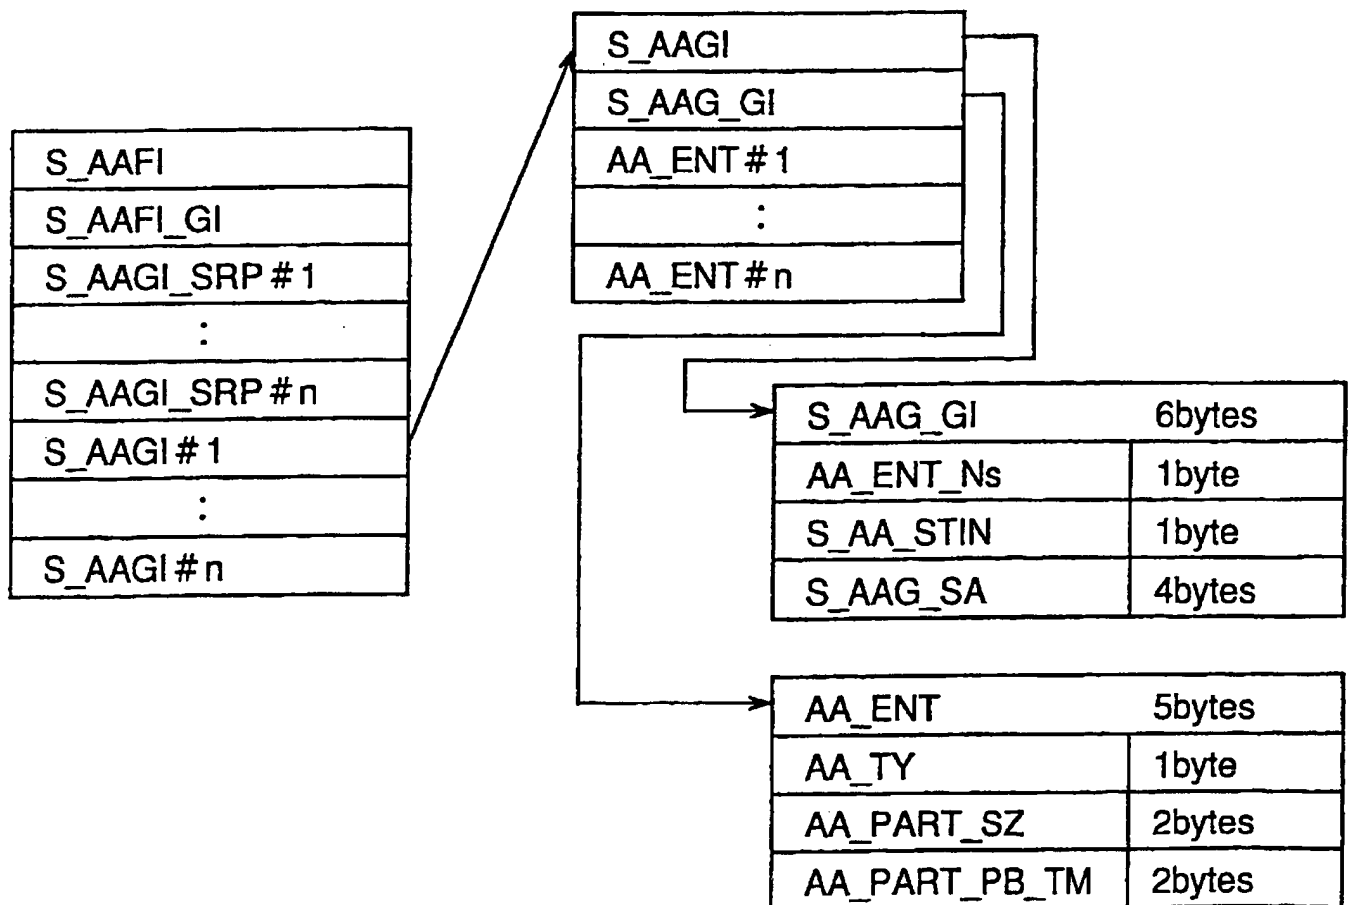 S_AAFI
S_AAFI_GI
S_AAGI_SRP#1
:
S_AAGI_SRP#n
S_AAGI#1
:
S_AAGI#n
S_AAGI
S_AAG_GI
AA_ENT#1
:
AA_ENT#n
S_AAG_GI 6bytes
AA_ENT_Ns 1byte
S_AA_STIN 1byte
S_AAG_SA 4bytes
AA_ENT 5bytes
AA_TY 1byte
AA_PART_SZ 2bytes
AA_PART_PB_TM 2bytes